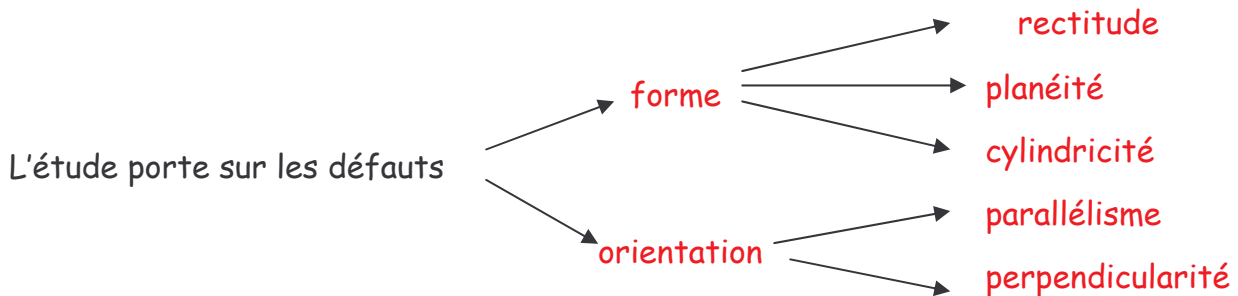 rectitude
forme
planéité
cylindricité
L'étude porte sur les défauts
parallélisme
orientation
perpendicularité